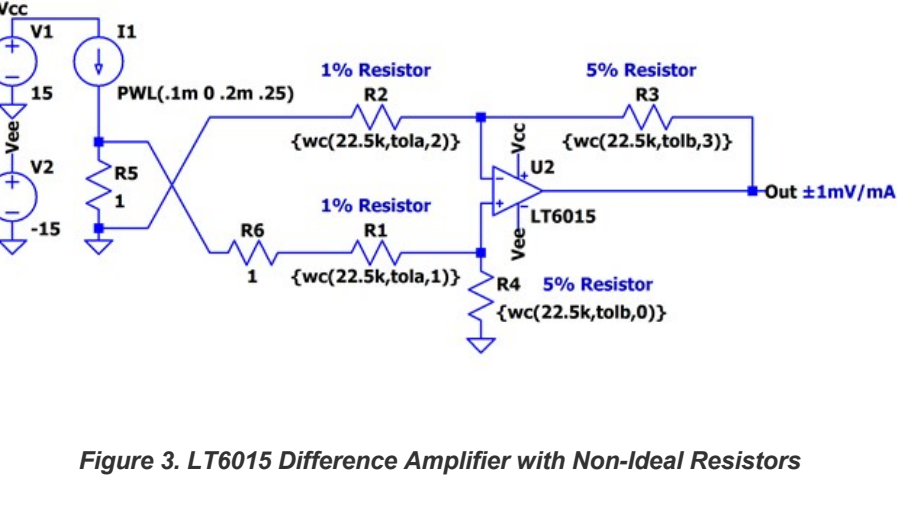 Vcc
V1
I1
15
PWL(.1m 0 .2m .25)
Vee
V2
-15
R5
1
1% Resistor
R2
{wc(22.5k,tola,2)}
5% Resistor
R3
{wc(22.5k,tolb,3)}
Vcc
U2
LT6015
Vee
Out ±1mV/mA
1% Resistor
R6
1
R1
{wc(22.5k,tola,1)}
R4 5% Resistor
{wc(22.5k,tolb,0)}
Figure 3. LT6015 Difference Amplifier with Non-Ideal Resistors